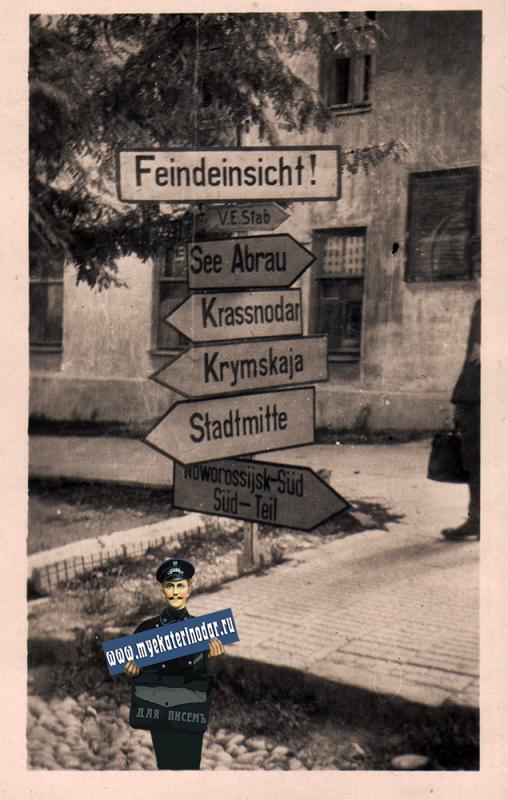 Feindeinsicht!
V.E.Stab
See Abrau
Krassnodar
Krymskaja
Stadtmitte
Noworossijsk-Süd
Süd-Teil
www.myekaterinodar.ru
ДЛЯ ПИСЕМЪ